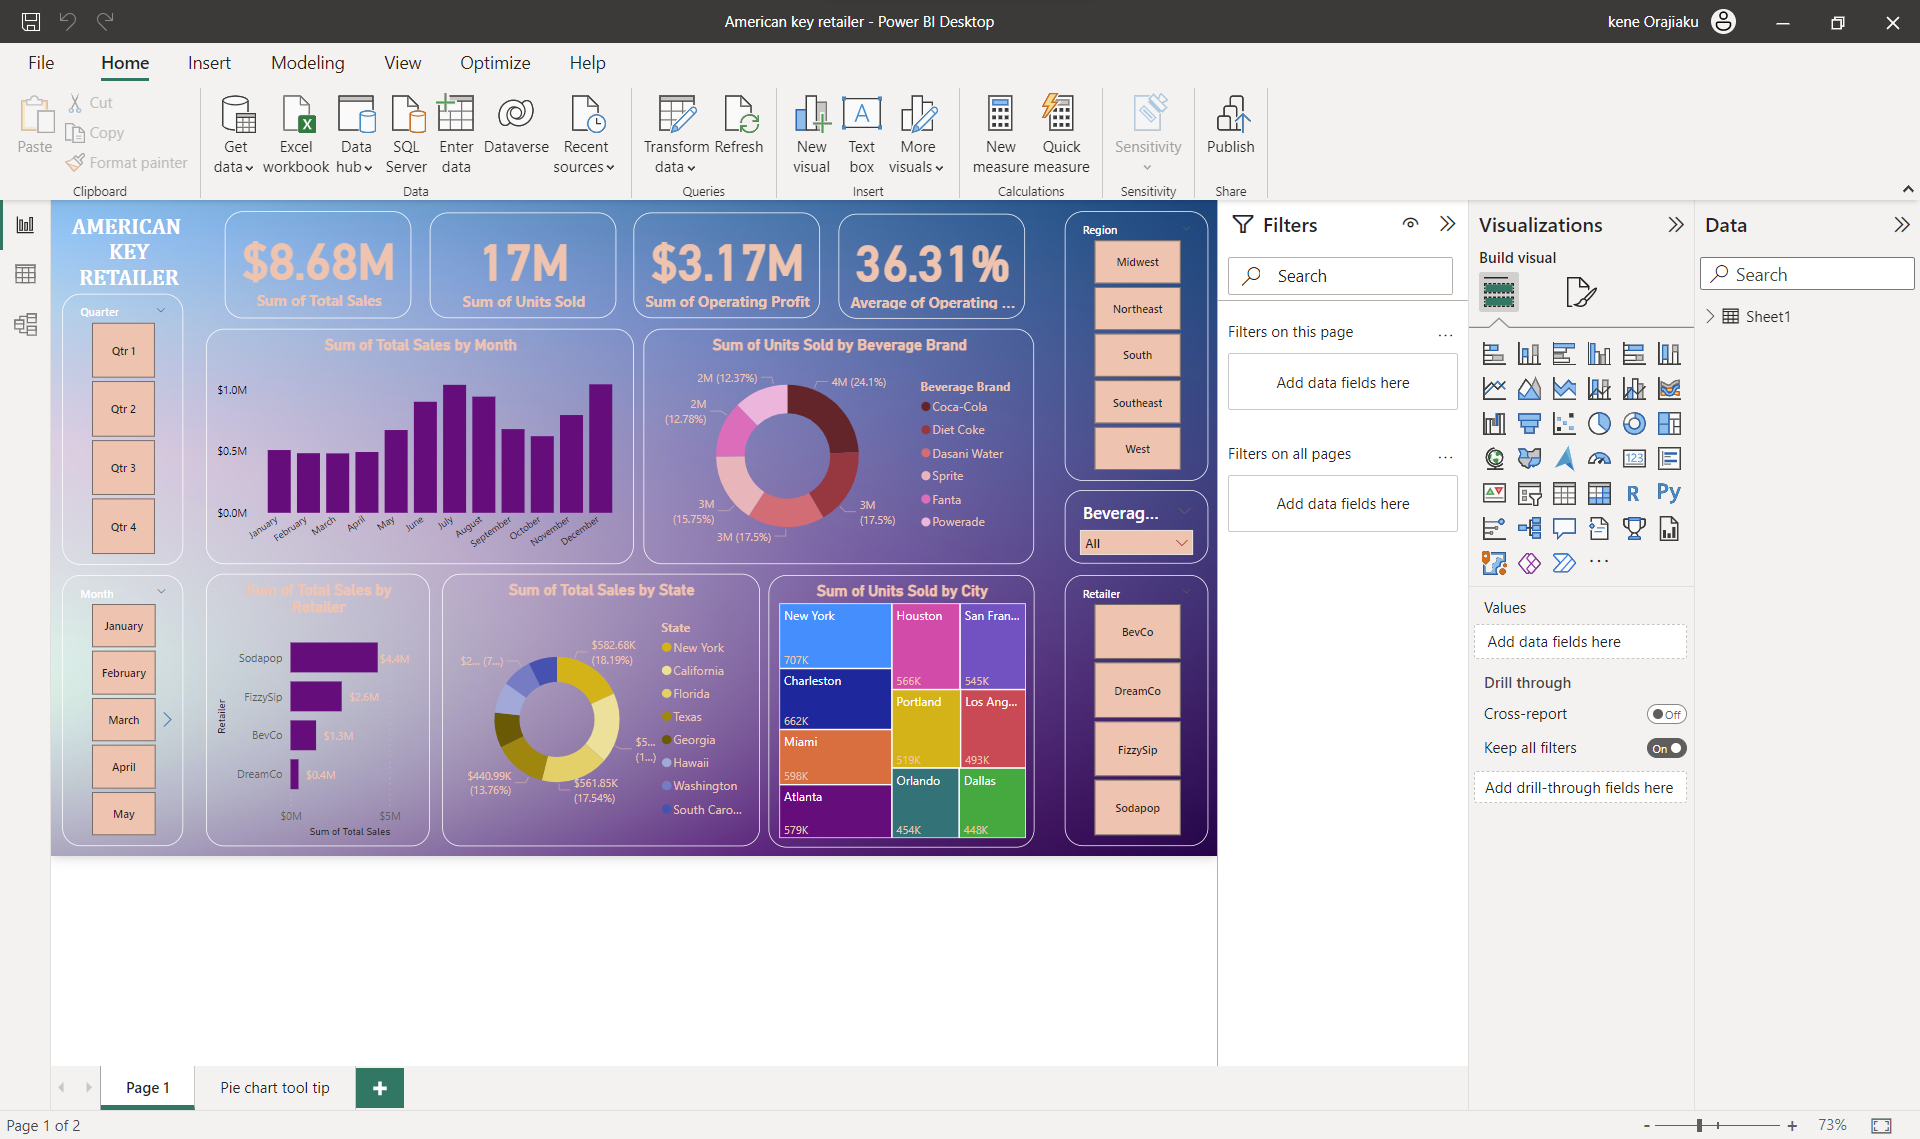 American key retailer - Power BI Desktop
kene Orajiaku
File
Home
Insert
Modeling
View
Optimize
Help
Paste
Cut
Copy
Format painter
Clipboard
Get
data
Excel
workbook
Data
hub
SQL
Server
Enter
data
Dataverse
Recent
sources
Data
Transform
data
Refresh
Queries
New
visual
Text
box
More
visuals
Insert
New
measure
Quick
measure
Calculations
Sensitivity
Sensitivity
Publish
Share
AMERICAN
KEY
RETAILER
$8.68M
Sum of Total Sales
17M
Sum of Units Sold
$3.17M
Sum of Operating Profit
36.31%
Average of Operating ...
Quarter
Qtr 1
Qtr 2
Qtr 3
Qtr 4
Sum of Total Sales by Month
$1.0M
$0.5M
$0.0M
January
February
March
April
May
June
July
August
September
October
November
December
Sum of Units Sold by Beverage Brand
2M (12.37%)
4M (24.1%)
2M
(12.78%)
3M
(15.75%)
3M (17.5%)
3M
(17.5%)
Beverage Brand
Coca-Cola
Diet Coke
Dasani Water
Sprite
Fanta
Powerade
Region
Midwest
Northeast
South
Southeast
West
Beverag...
All
Month
January
February
March
April
May
Sum of Total Sales by
Retailer
Retailer
Sodapop
$4.4M
FizzySip
$2.6M
BevCo
$1.3M
DreamCo
$0.4M
$0M
$5M
Sum of Total Sales
Sum of Total Sales by State
$2... (7...)
$582.68K
(18.19%)
$5...
(1...)
$440.99K
(13.76%)
$561.85K
(17.54%)
State
New York
California
Florida
Texas
Georgia
Hawaii
Washington
South Caro...
Sum of Units Sold by City
New York
707K
Charleston
662K
Miami
598K
Atlanta
579K
Houston
566K
San Fran...
545K
Portland
519K
Los Ang...
493K
Orlando
454K
Dallas
448K
Retailer
BevCo
DreamCo
FizzySip
Sodapop
Filters
Search
Filters on this page
...
Add data fields here
Filters on all pages
...
Add data fields here
Visualizations
Build visual
123
R
Py
...
Values
Add data fields here
Drill through
Cross-report
Off
Keep all filters
On
Add drill-through fields here
Data
Search
Sheet1
Page 1
Pie chart tool tip
+
Page 1 of 2
-
+
73%